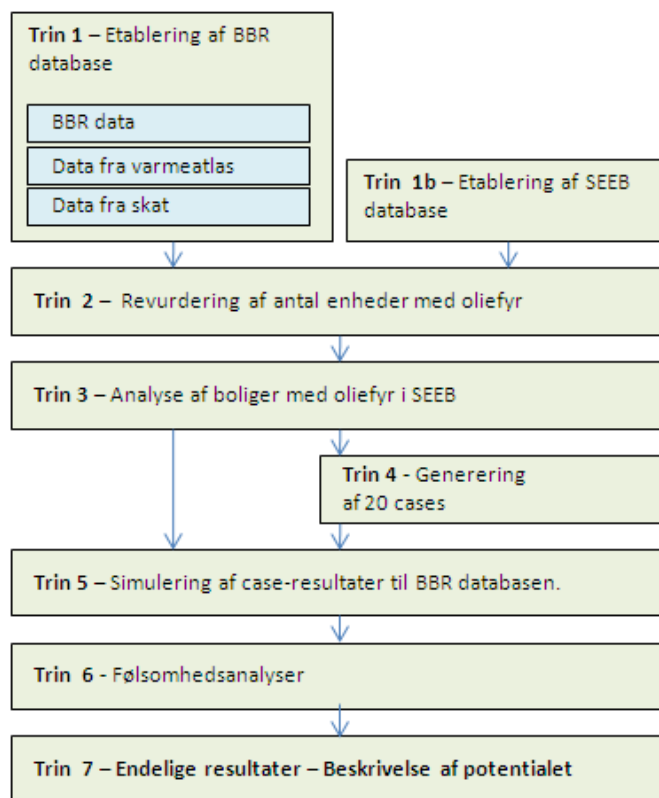 Trin 1 – Etablering af BBR
database
BBR data
Data fra varmeatlas
Data fra skat
Trin 1b – Etablering af SEEB
database
Trin 2 – Revurdering af antal enheder med oliefyr
Trin 3 – Analyse af boliger med oliefyr i SEEB
Trin 4 - Generering
af 20 cases
Trin 5 – Simulering af case-resultater til BBR databasen.
Trin 6 - Følsomhedsanalyser
Trin 7 – Endelige resultater – Beskrivelse af potentialet